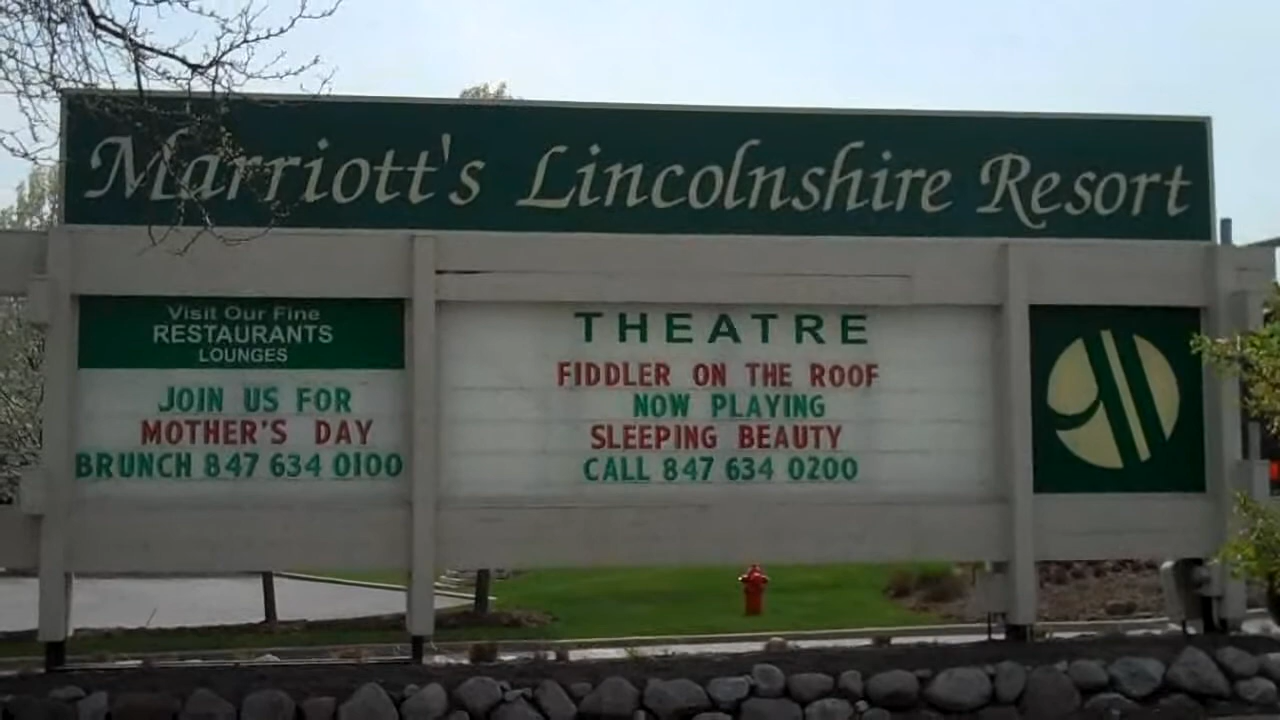 Marriott's Lincolnshire Resort
Visit Our Fine
RESTAURANTS
LOUNGES
JOIN US FOR
MOTHER'S DAY
BRUNCH 847 634 0100
THEATRE
FIDDLER ON THE ROOF
NOW PLAYING
SLEEPING BEAUTY
CALL 847 634 0200